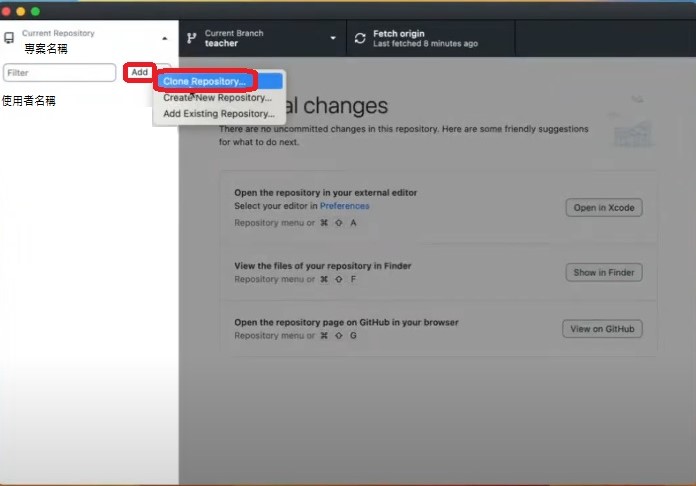 Current Repository
專案名稱
Current Branch
teacher
Fetch origin
Last fetched 8 minutes ago
Filter
Add
Clone Repository...
Create New Repository...
Add Existing Repository...
使用者名稱
al changes
There are no uncommitted changes in this repository. Here are some friendly suggestions
for what to do next.
Open the repository in your external editor
Select your editor in Preferences
Repository menu or ⌘ ⇧ A
Open in Xcode
View the files of your repository in Finder
Repository menu or ⌘ ⇧ F
Show in Finder
Open the repository page on GitHub in your browser
Repository menu or ⌘ ⇧ G
View on GitHub